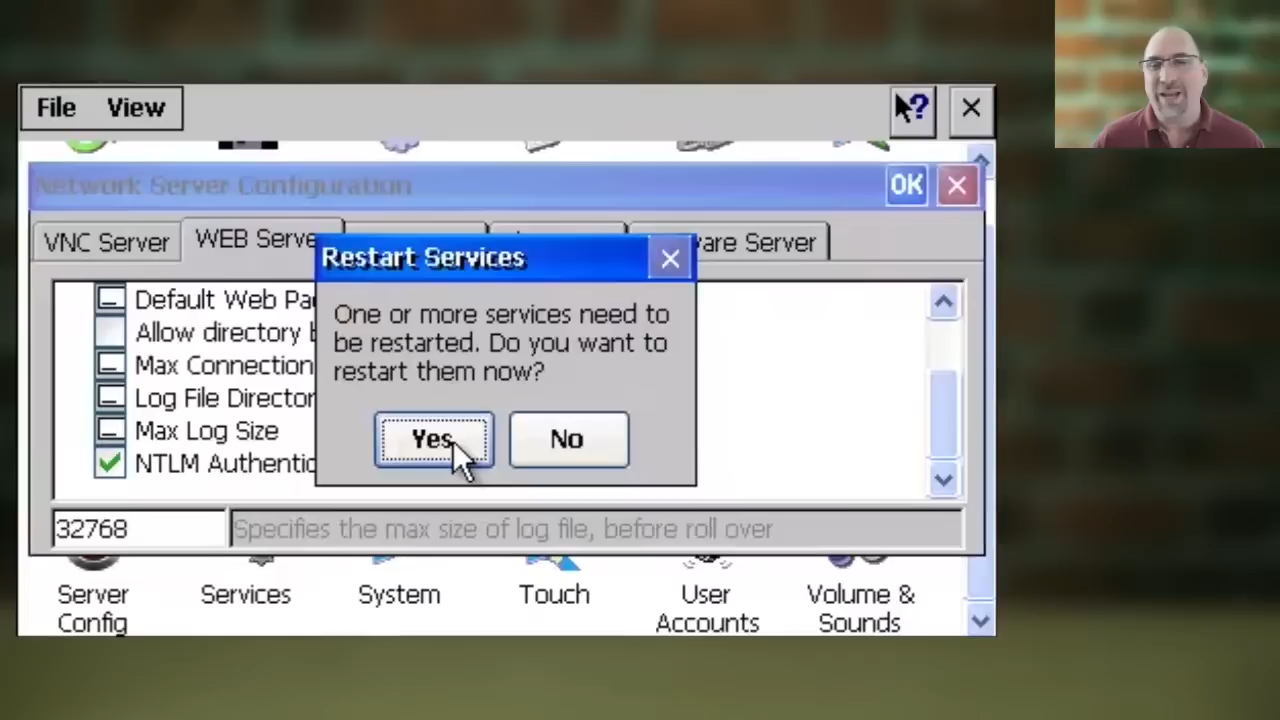 File View
?
Network Server Configuration
OK
VNC Server
WEB Serve
ware Server
Restart Services
One or more services need to
be restarted. Do you want to
restart them now?
Yes
No
Default Web Pa
Allow directory b
Max Connection
Log File Director
Max Log Size
NTLM Authentic
32768
Specifies the max size of log file, before roll over
Server
Config
Services
System
Touch
User
Accounts
Volume &
Sounds